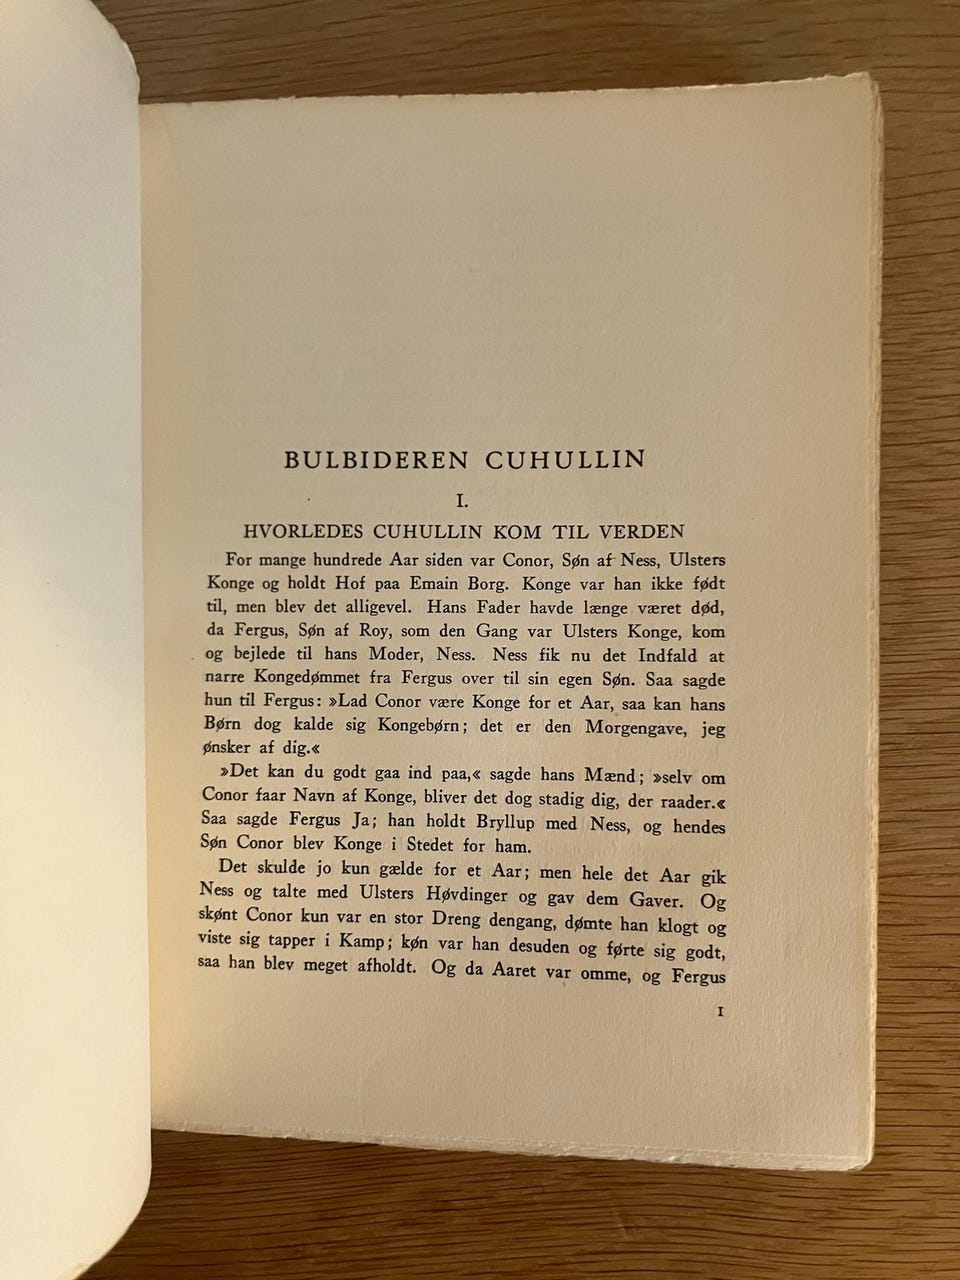 BULBIDEREN CUHULLIN
I.
HVORLEDES CUHULLIN KOM TIL VERDEN
For mange hundrede Aar siden var Conor, Søn af Ness, Ulsters
Konge og holdt Hof paa Emain Borg. Konge var han ikke født
til, men blev det alligevel. Hans Fader havde længe været død,
da Fergus, Søn af Roy, som den Gang var Ulsters Konge, kom
og bejlede til hans Moder, Ness. Ness fik nu det Indfald at
narre Kongedømmet fra Fergus over til sin egen Søn. Saa sagde
hun til Fergus: »Lad Conor være Konge for et Aar, saa kan hans
Børn dog kalde sig Kongebørn; det er den Morgengave, jeg
ønsker af dig.«
»Det kan du godt gaa ind paa,« sagde hans Mænd; »selv om
Conor faar Navn af Konge, bliver det dog stadig dig, der raader.«
Saa sagde Fergus Ja; han holdt Bryllup med Ness, og hendes
Søn Conor blev Konge i Stedet for ham.
Det skulde jo kun gælde for et Aar; men hele det Aar gik
Ness og talte med Ulsters Høvdinger og gav dem Gaver. Og
skønt Conor kun var en stor Dreng dengang, dømte han klogt og
viste sig tapper i Kamp; køn var han desuden og førte sig godt,
saa han blev meget afholdt. Og da Aaret var omme, og Fergus
1